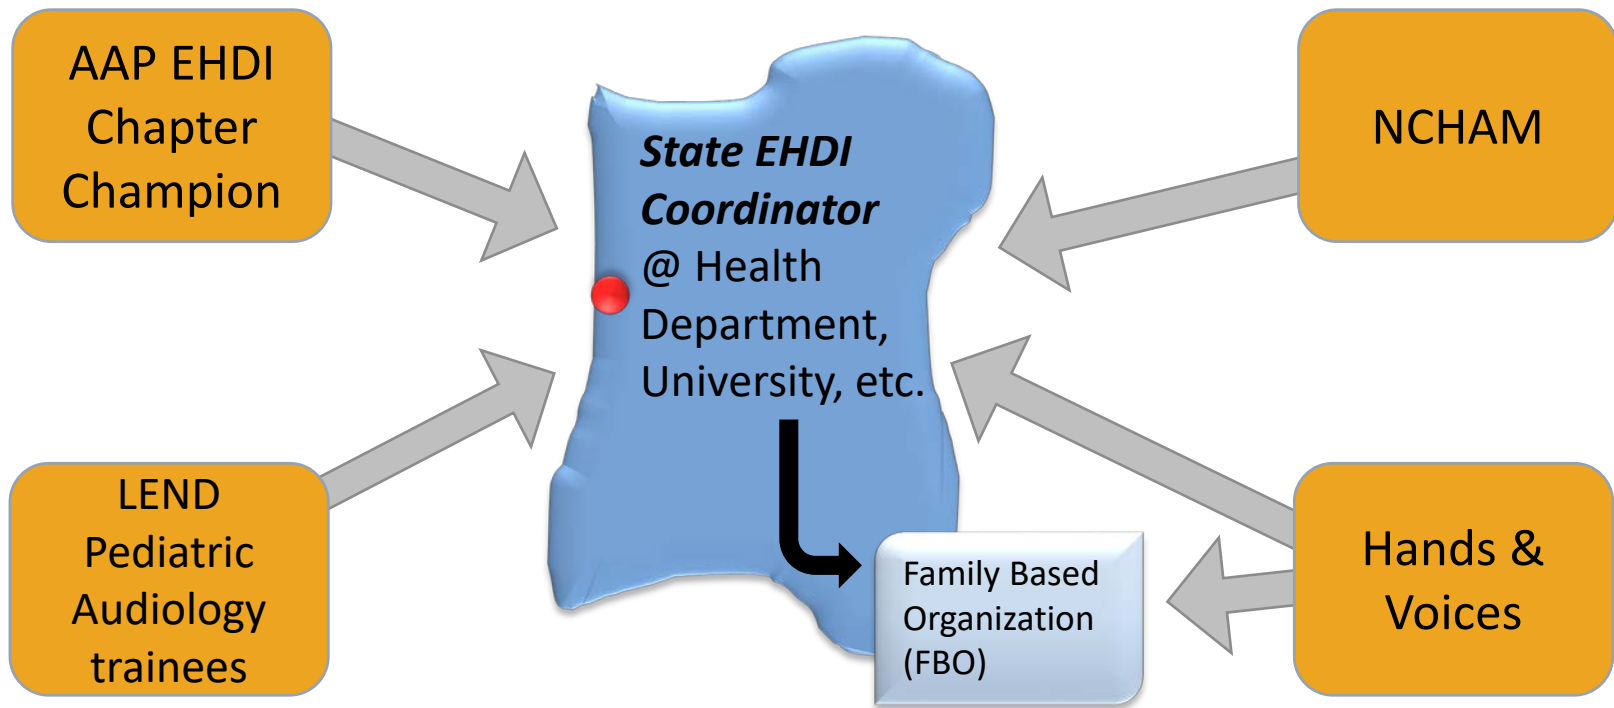 AAP EHDI
Chapter
Champion
State EHDI
Coordinator
@ Health
Department,
University, etc.
NCHAM
LEND
Pediatric
Audiology
trainees
Family Based
Organization
(FBO)
Hands &
Voices